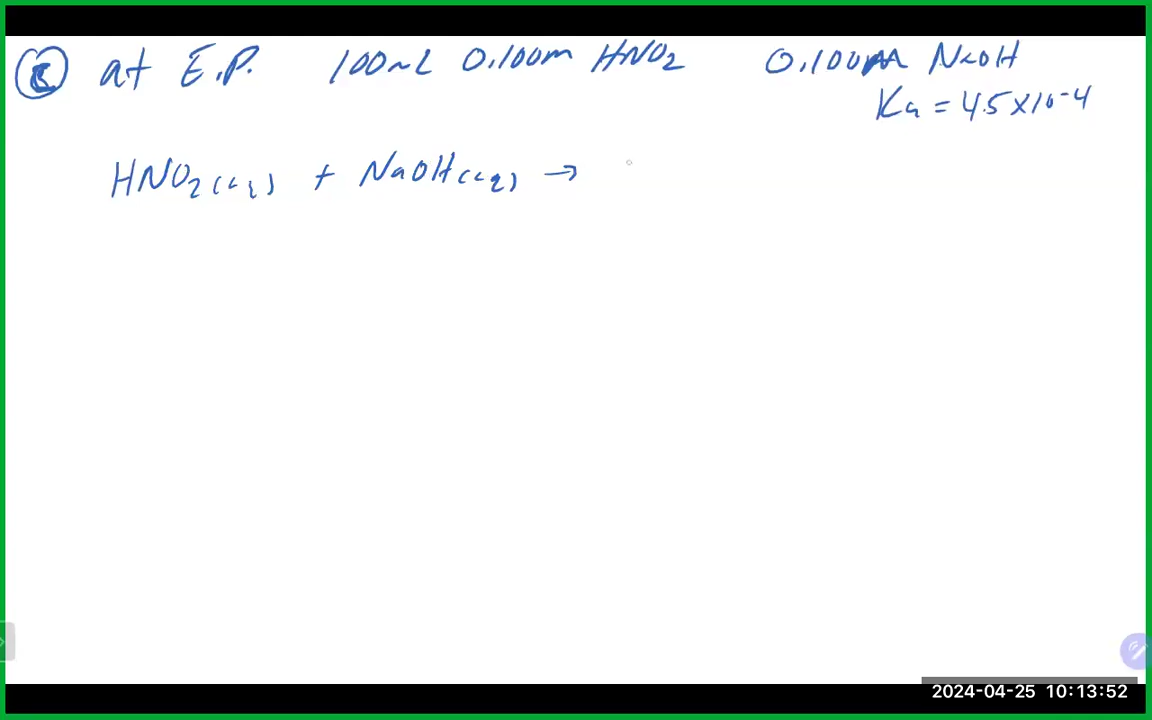 C at E.P. 100mL 0.100m HNO2 0.100M NaOH
Ka = 4.5x10-4
HNO2(aq) + NaOH(aq) →
2024-04-25 10:13:52